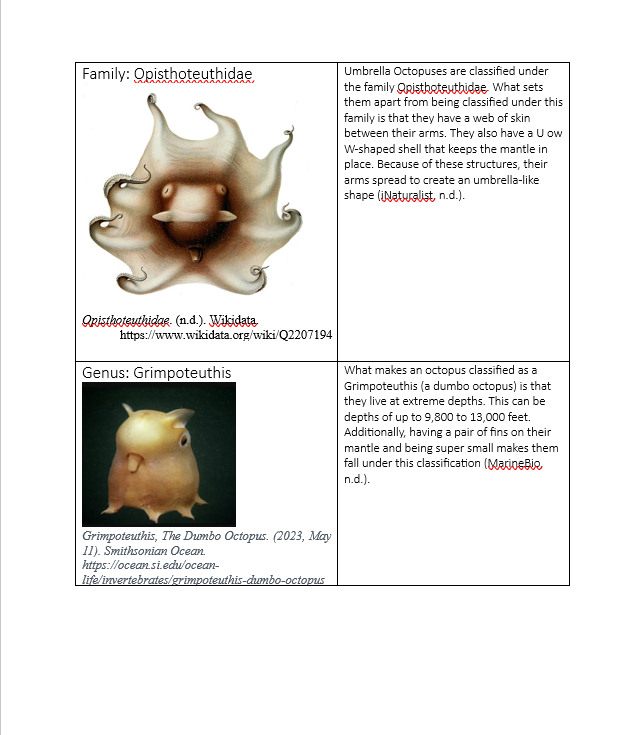 Family: Opisthoteuthidae
Opisthoteuthidae. (n.d.). Wikidata.
https://www.wikidata.org/wiki/Q2207194
Umbrella Octopuses are classified under
the family Opisthoteuthidae. What sets
them apart from being classified under this
family is that they have a web of skin
between their arms. They also have a U ow
W-shaped shell that keeps the mantle in
place. Because of these structures, their
arms spread to create an umbrella-like
shape (iNaturalist, n.d.).
Genus: Grimpoteuthis
Grimpoteuthis, The Dumbo Octopus. (2023, May
11). Smithsonian Ocean.
https://ocean.si.edu/ocean-
life/invertebrates/grimpoteuthis-dumbo-octopus
What makes an octopus classified as a
Grimpoteuthis (a dumbo octopus) is that
they live at extreme depths. This can be
depths of up to 9,800 to 13,000 feet.
Additionally, having a pair of fins on their
mantle and being super small makes them
fall under this classification (MarineBio,
n.d.).